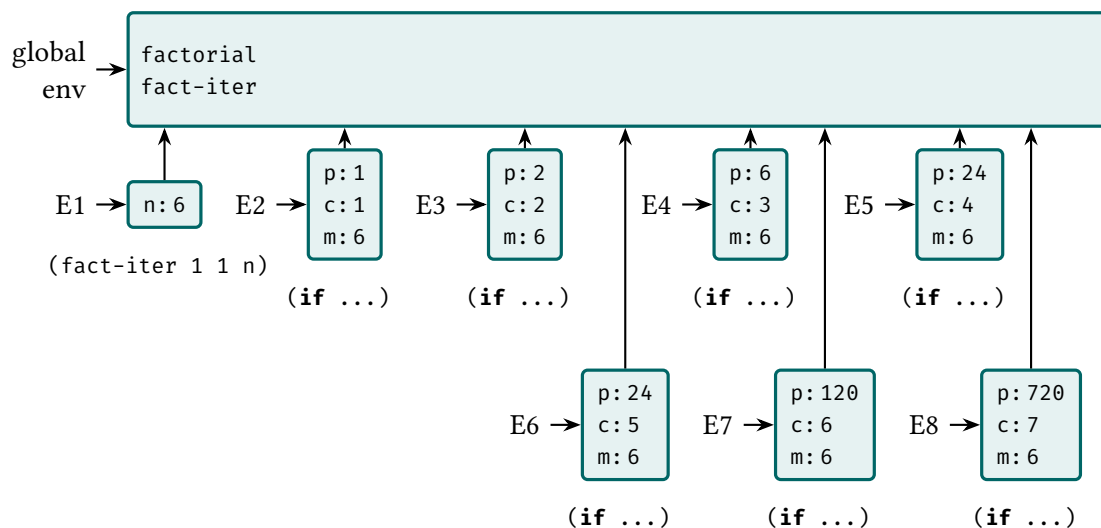 global
env
factorial
fact-iter
E1
n: 6
(fact-iter 1 1 n)
E2
p: 1
c: 1
m: 6
(if ...)
E3
p: 2
c: 2
m: 6
(if ...)
E4
p: 6
c: 3
m: 6
(if ...)
E5
p: 24
c: 4
m: 6
(if ...)
E6
p: 24
c: 5
m: 6
(if ...)
E7
p: 120
c: 6
m: 6
(if ...)
E8
p: 720
c: 7
m: 6
(if ...)